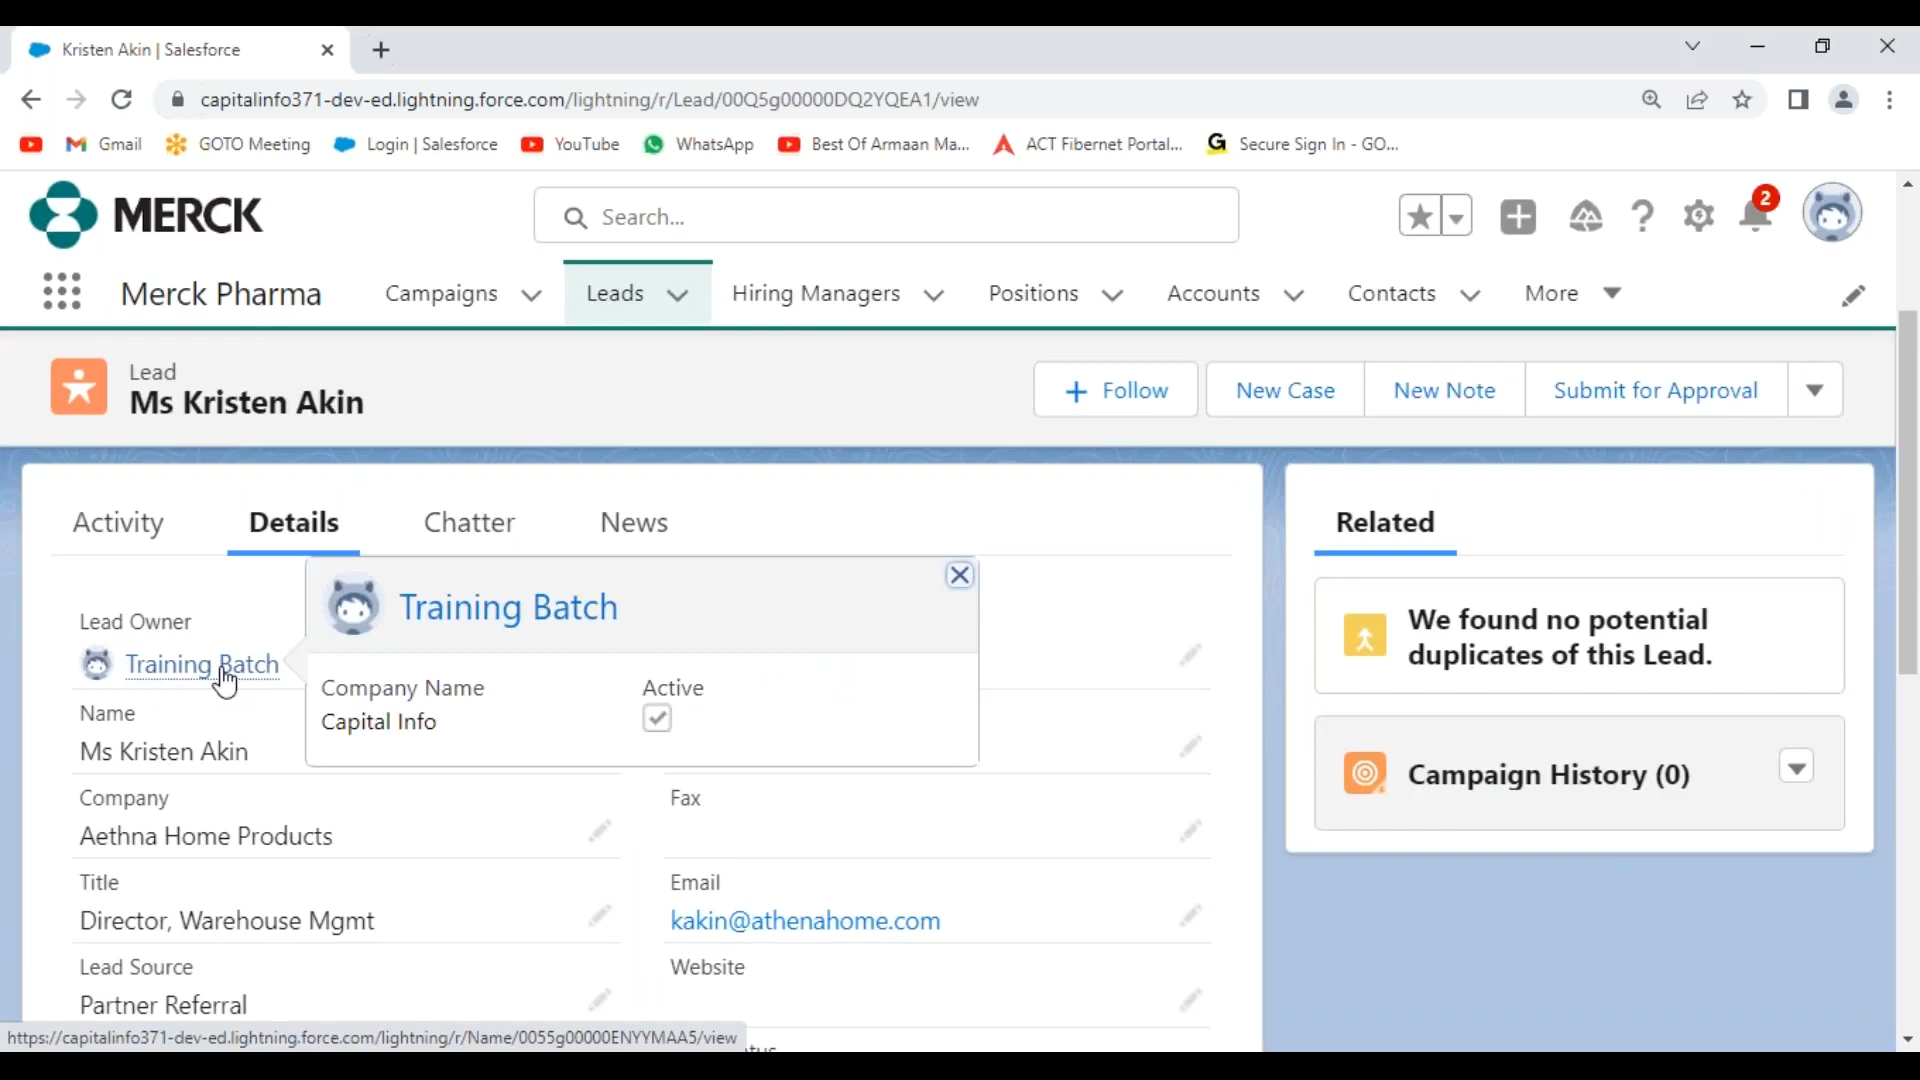 Kristen Akin | Salesforce
capitalinfo371-dev-ed.lightning.force.com/lightning/r/Lead/00Q5g00000DQ2YQEA1/view
Gmail GOTO Meeting Login | Salesforce YouTube WhatsApp Best Of Armaan Ma... ACT Fibernet Portal... G Secure Sign In - GO...
MERCK Search... 2
Merck Pharma Campaigns Leads Hiring Managers Positions Accounts Contacts More
Lead
Ms Kristen Akin
Follow New Case New Note Submit for Approval
Activity Details Chatter News
Related
Training Batch
We found no potential
duplicates of this Lead.
Lead Owner
Training Batch
Company Name Active
Capital Info
Name
Ms Kristen Akin
Campaign History (0)
Company Fax
Aethna Home Products
Title Email
Director, Warehouse Mgmt kakin@athenahome.com
Lead Source Website
Partner Referral
https://capitalinfo371-dev-ed.lightning.force.com/lightning/r/Name/0055g00000ENYYMAA5/view